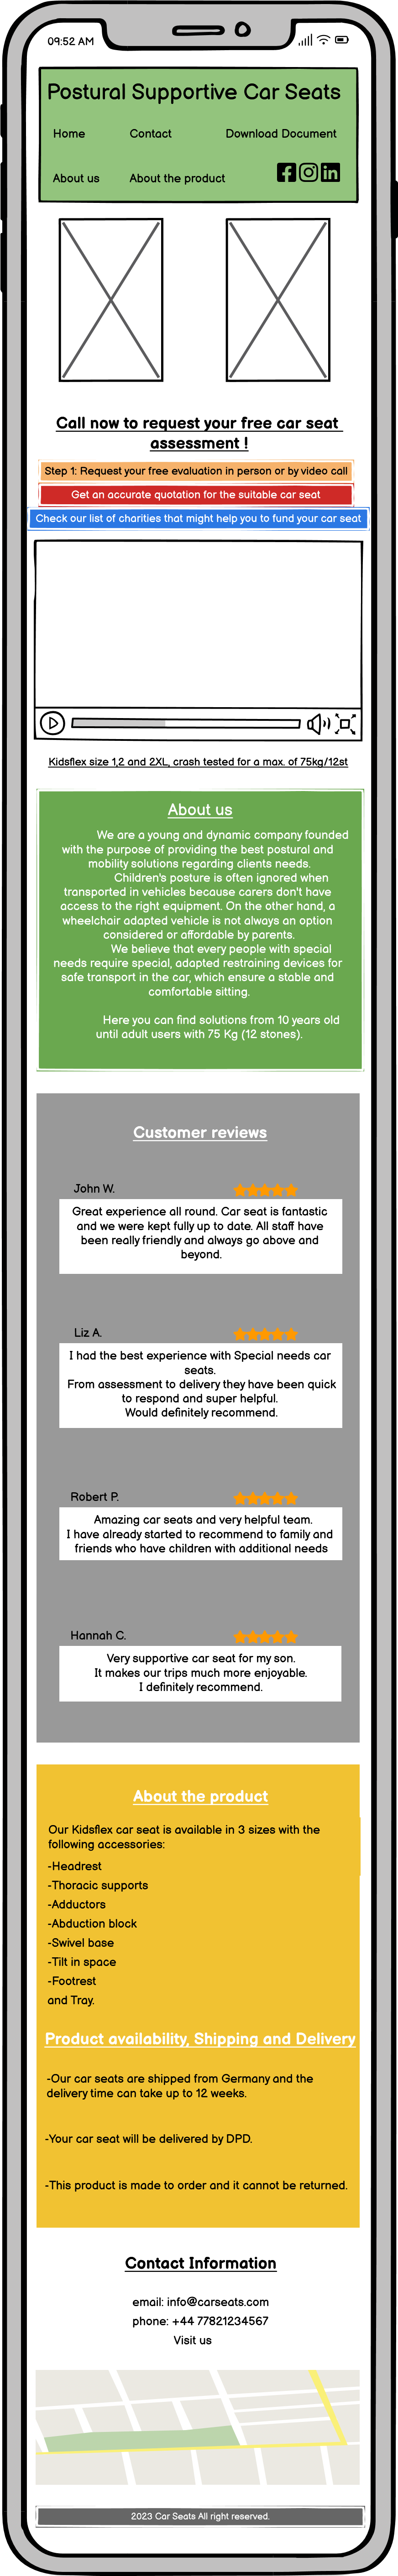 09:52 AM
Postural Supportive Car Seats
Home Contact Download Document
About us About the product
Call now to request your free car seat
assessment !
Step 1: Request your free evaluation in person or by video call
Get an accurate quotation for the suitable car seat
Check our list of charities that might help you to fund your car seat
Kidsflex size 1,2 and 2XL, crash tested for a max. of 75kg/12st
About us
We are a young and dynamic company founded
with the purpose of providing the best postural and
mobility solutions regarding clients needs.
Children's posture is often ignored when
transported in vehicles because carers don't have
access to the right equipment. On the other hand, a
wheelchair adapted vehicle is not always an option
considered or affordable by parents.
We believe that every people with special
needs require special, adapted restraining devices for
safe transport in the car, which ensure a stable and
comfortable sitting.
Here you can find solutions from 10 years old
until adult users with 75 Kg (12 stones).
Customer reviews
John W.
Great experience all round. Car seat is fantastic
and we were kept fully up to date. All staff have
been really friendly and always go above and
beyond.
Liz A.
I had the best experience with Special needs car
seats.
From assessment to delivery they have been quick
to respond and super helpful.
Would definitely recommend.
Robert P.
Amazing car seats and very helpful team.
I have already started to recommend to family and
friends who have children with additional needs
Hannah C.
Very supportive car seat for my son.
It makes our trips much more enjoyable.
I definitely recommend.
About the product
Our Kidsflex car seat is available in 3 sizes with the
following accessories:
-Headrest
-Thoracic supports
-Adductors
-Abduction block
-Swivel base
-Tilt in space
-Footrest
and Tray.
Product availability, Shipping and Delivery
-Our car seats are shipped from Germany and the
delivery time can take up to 12 weeks.
-Your car seat will be delivered by DPD.
-This product is made to order and it cannot be returned.
Contact Information
email: info@carseats.com
phone: +44 77821234567
Visit us
2023 Car Seats All right reserved.